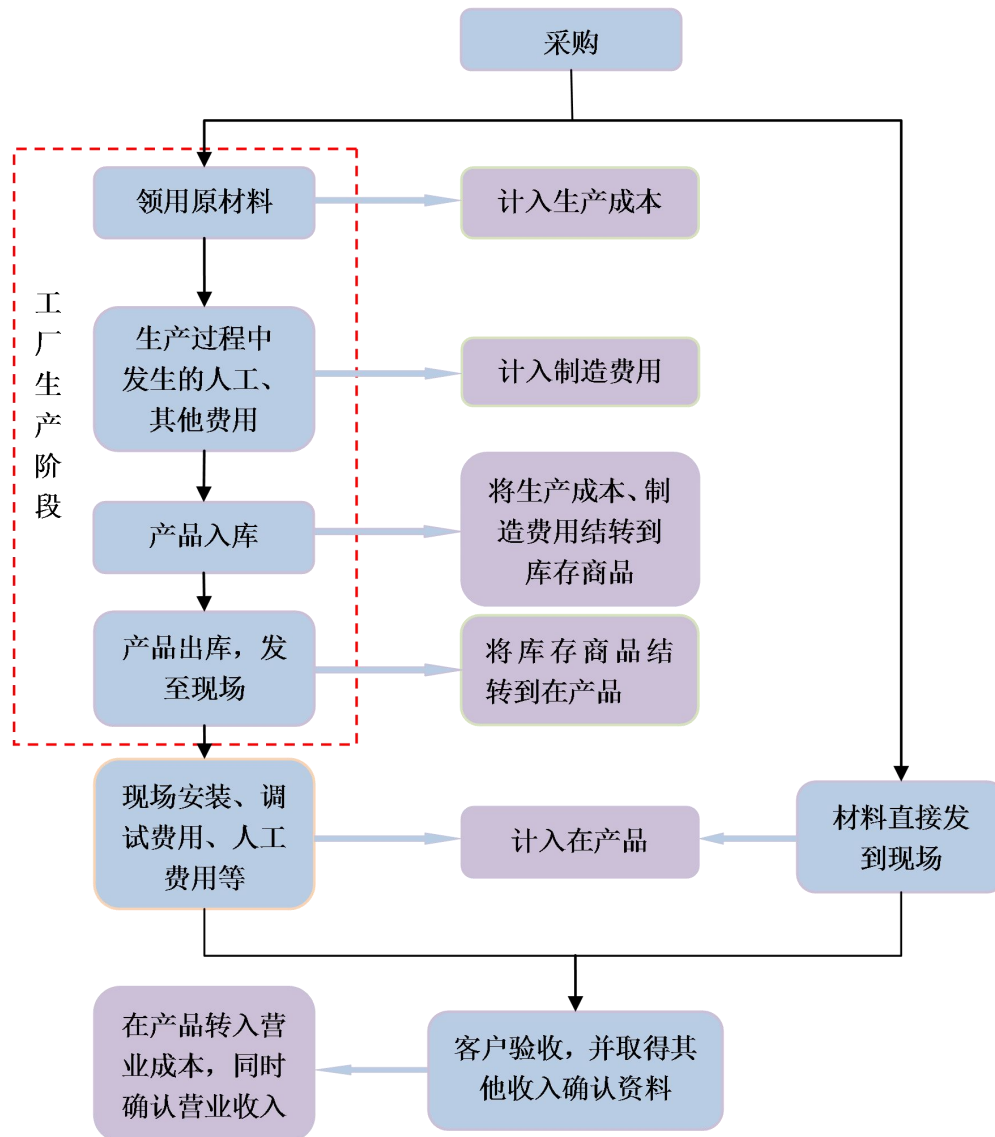 采购
领用原材料
计入生产成本
工
厂
生
产
阶
段
生产过程中
发生的人工、
其他费用
计入制造费用
产品入库
将生产成本、制
造费用结转到
库存商品
产品出库，发
至现场
将库存商品结
转到在产品
现场安装、调
试费用、人工
费用等
计入在产品
材料直接发
到现场
在产品转入营
业成本，同时
确认营业收入
客户验收，并取得其
他收入确认资料